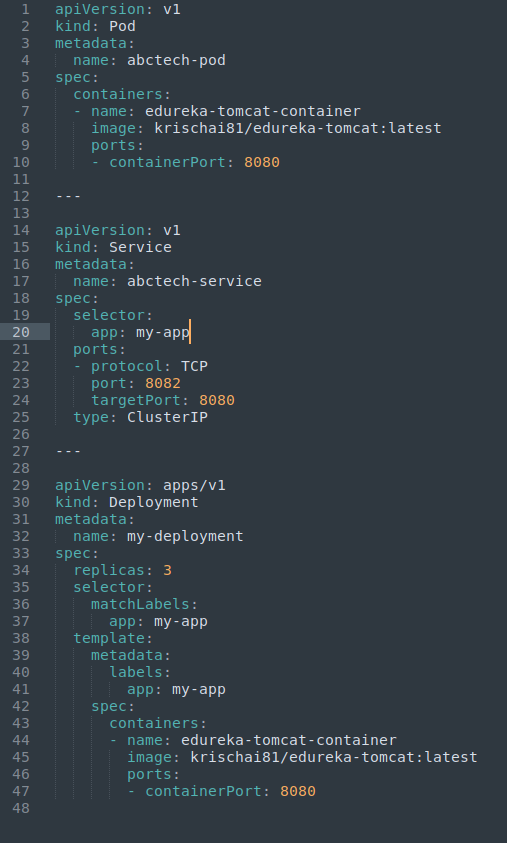 1 apiVersion: v1
2 kind: Pod
3 metadata:
4   name: abctech-pod
5 spec:
6   containers:
7   - name: edureka-tomcat-container
8     image: krischai81/edureka-tomcat:latest
9     ports:
10     - containerPort: 8080
11
12 ---
13
14 apiVersion: v1
15 kind: Service
16 metadata:
17   name: abctech-service
18 spec:
19   selector:
20     app: my-app
21   ports:
22   - protocol: TCP
23     port: 8082
24     targetPort: 8080
25   type: ClusterIP
26
27 ---
28
29 apiVersion: apps/v1
30 kind: Deployment
31 metadata:
32   name: my-deployment
33 spec:
34   replicas: 3
35   selector:
36     matchLabels:
37       app: my-app
38   template:
39     metadata:
40       labels:
41         app: my-app
42     spec:
43       containers:
44       - name: edureka-tomcat-container
45         image: krischai81/edureka-tomcat:latest
46         ports:
47         - containerPort: 8080
48